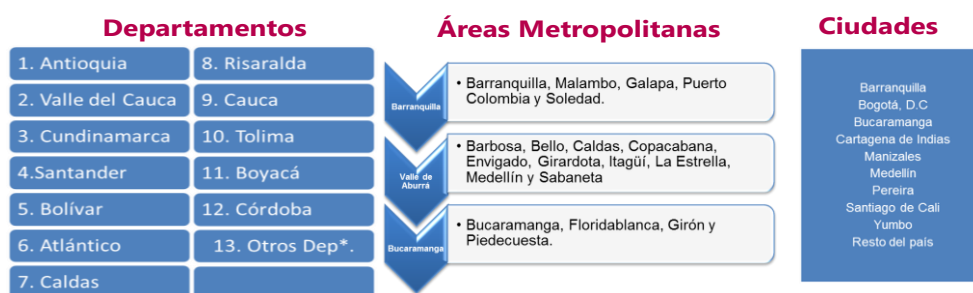 Departamentos
1. Antioquia
2. Valle del Cauca
3. Cundinamarca
4.Santander
5. Bolívar
6. Atlántico
7. Caldas
8. Risaralda
9. Cauca
10. Tolima
11. Boyacá
12. Córdoba
13. Otros Dep*.
Áreas Metropolitanas
Barranquilla
• Barranquilla, Malambo, Galapa, Puerto
Colombia y Soledad.
Valle de
Aburrá
• Barbosa, Bello, Caldas, Copacabana,
Envigado, Girardota, Itagüí, La Estrella,
Medellín y Sabaneta
Bucaramanga
• Bucaramanga, Floridablanca, Girón y
Piedecuesta.
Ciudades
Barranquilla
Bogotá, D.C
Bucaramanga
Cartagena de Indias
Manizales
Medellín
Pereira
Santiago de Cali
Yumbo
Resto del país